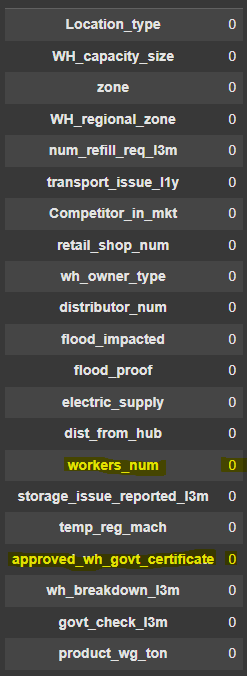 Location_type 0
WH_capacity_size 0
zone 0
WH_regional_zone 0
num_refill_req_l3m 0
transport_issue_l1y 0
Competitor_in_mkt 0
retail_shop_num 0
wh_owner_type 0
distributor_num 0
flood_impacted 0
flood_proof 0
electric_supply 0
dist_from_hub 0
workers_num 0
storage_issue_reported_l3m 0
temp_reg_mach 0
approved_wh_govt_certificate 0
wh_breakdown_l3m 0
govt_check_l3m 0
product_wg_ton 0